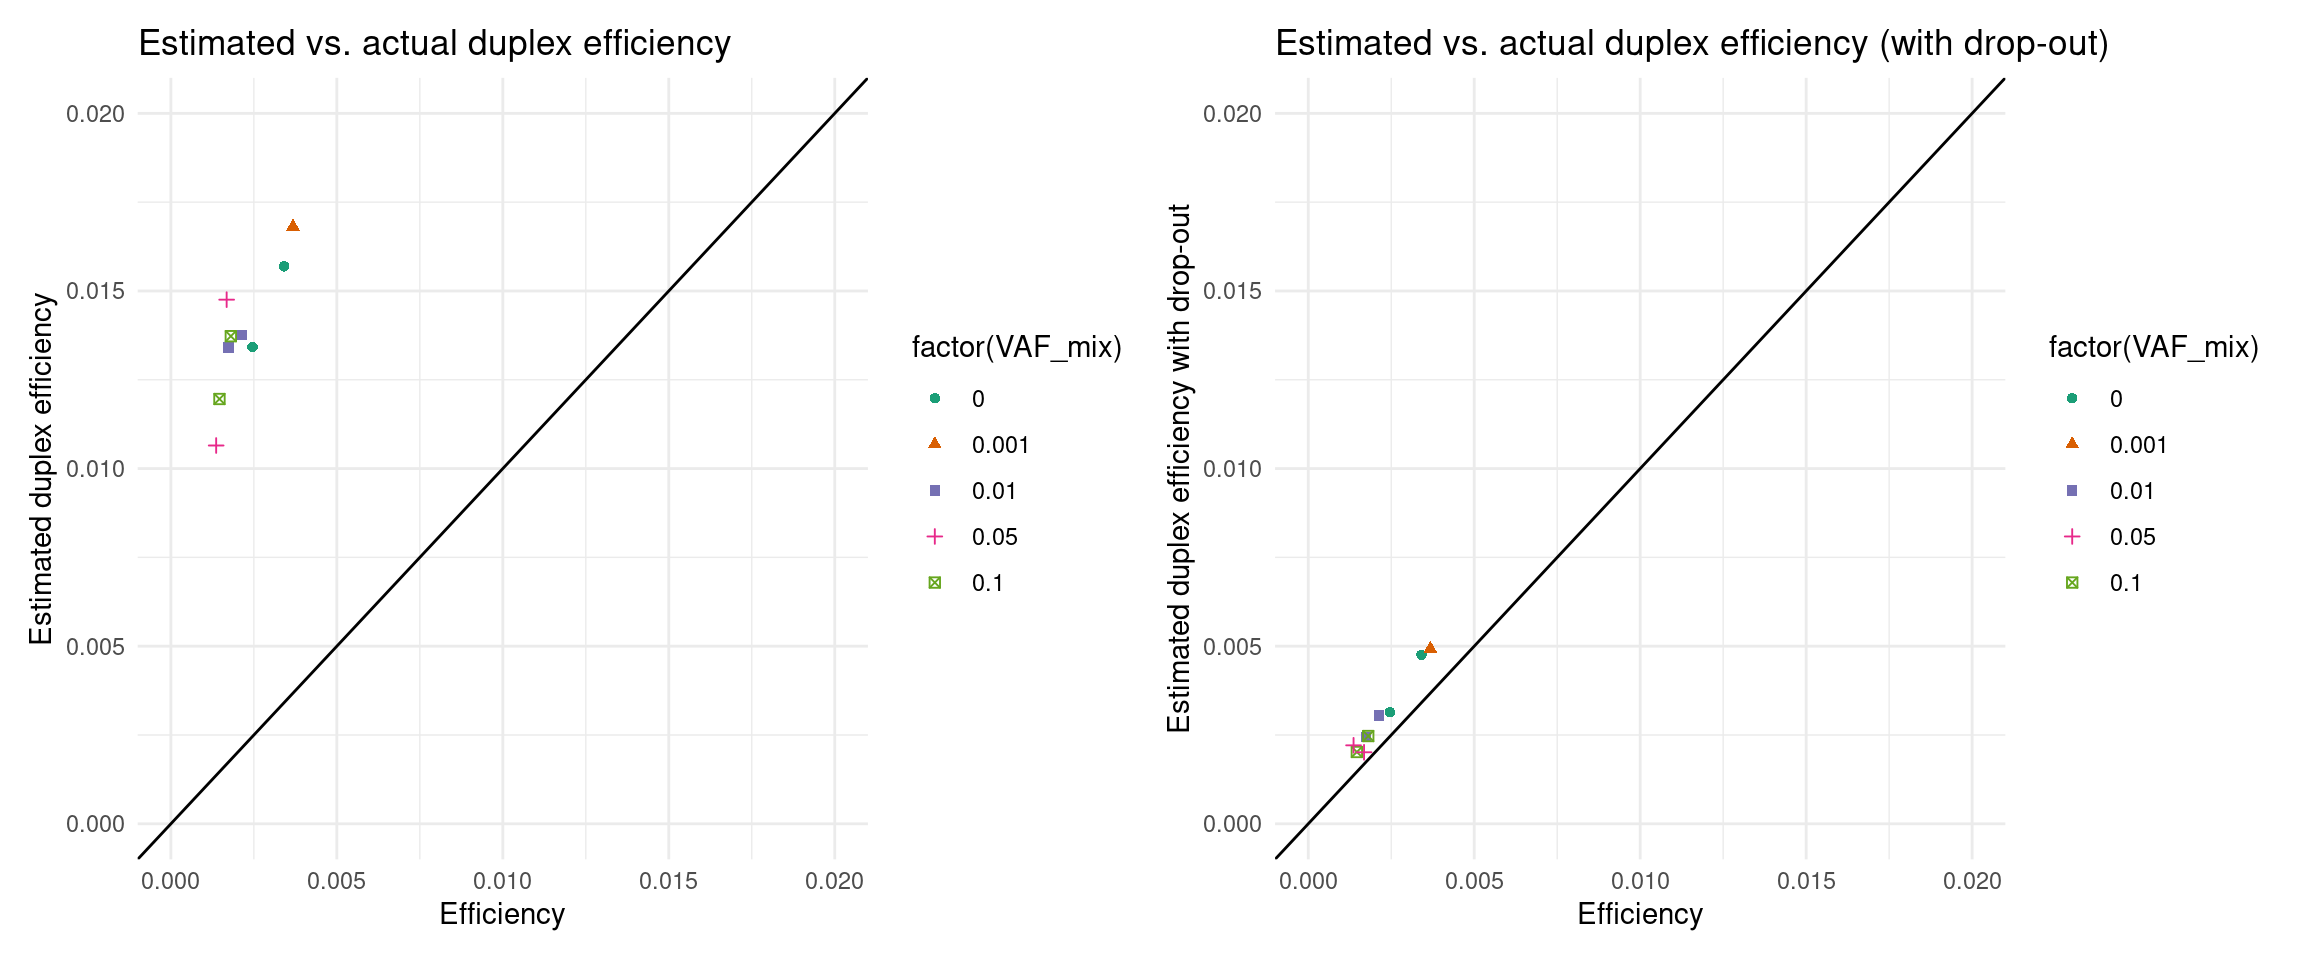 Estimated vs. actual duplex efficiency
Estimated duplex efficiency
0.020
0.015
0.010
0.005
0.000
0.000 0.005 0.010 0.015 0.020
Efficiency
factor(VAF_mix)
0
0.001
0.01
0.05
0.1
Estimated vs. actual duplex efficiency (with drop-out)
Estimated duplex efficiency with drop-out
0.020
0.015
0.010
0.005
0.000
0.000 0.005 0.010 0.015 0.020
Efficiency
factor(VAF_mix)
0
0.001
0.01
0.05
0.1